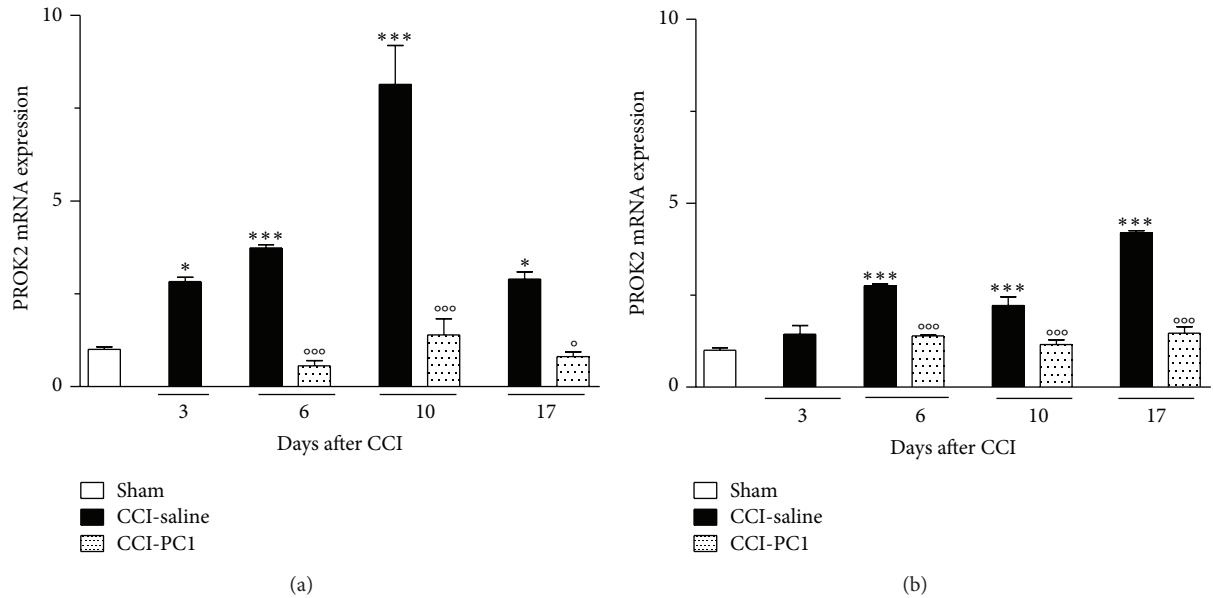 10
5
0
PROK2 mRNA expression
*
***
°°°
***
°°°
*
°
3
6
10
17
Days after CCI
Sham
CCI-saline
CCI-PC1
(a)
10
5
0
PROK2 mRNA expression
***
°°°
***
°°°
***
°°°
3
6
10
17
Days after CCI
Sham
CCI-saline
CCI-PC1
(b)